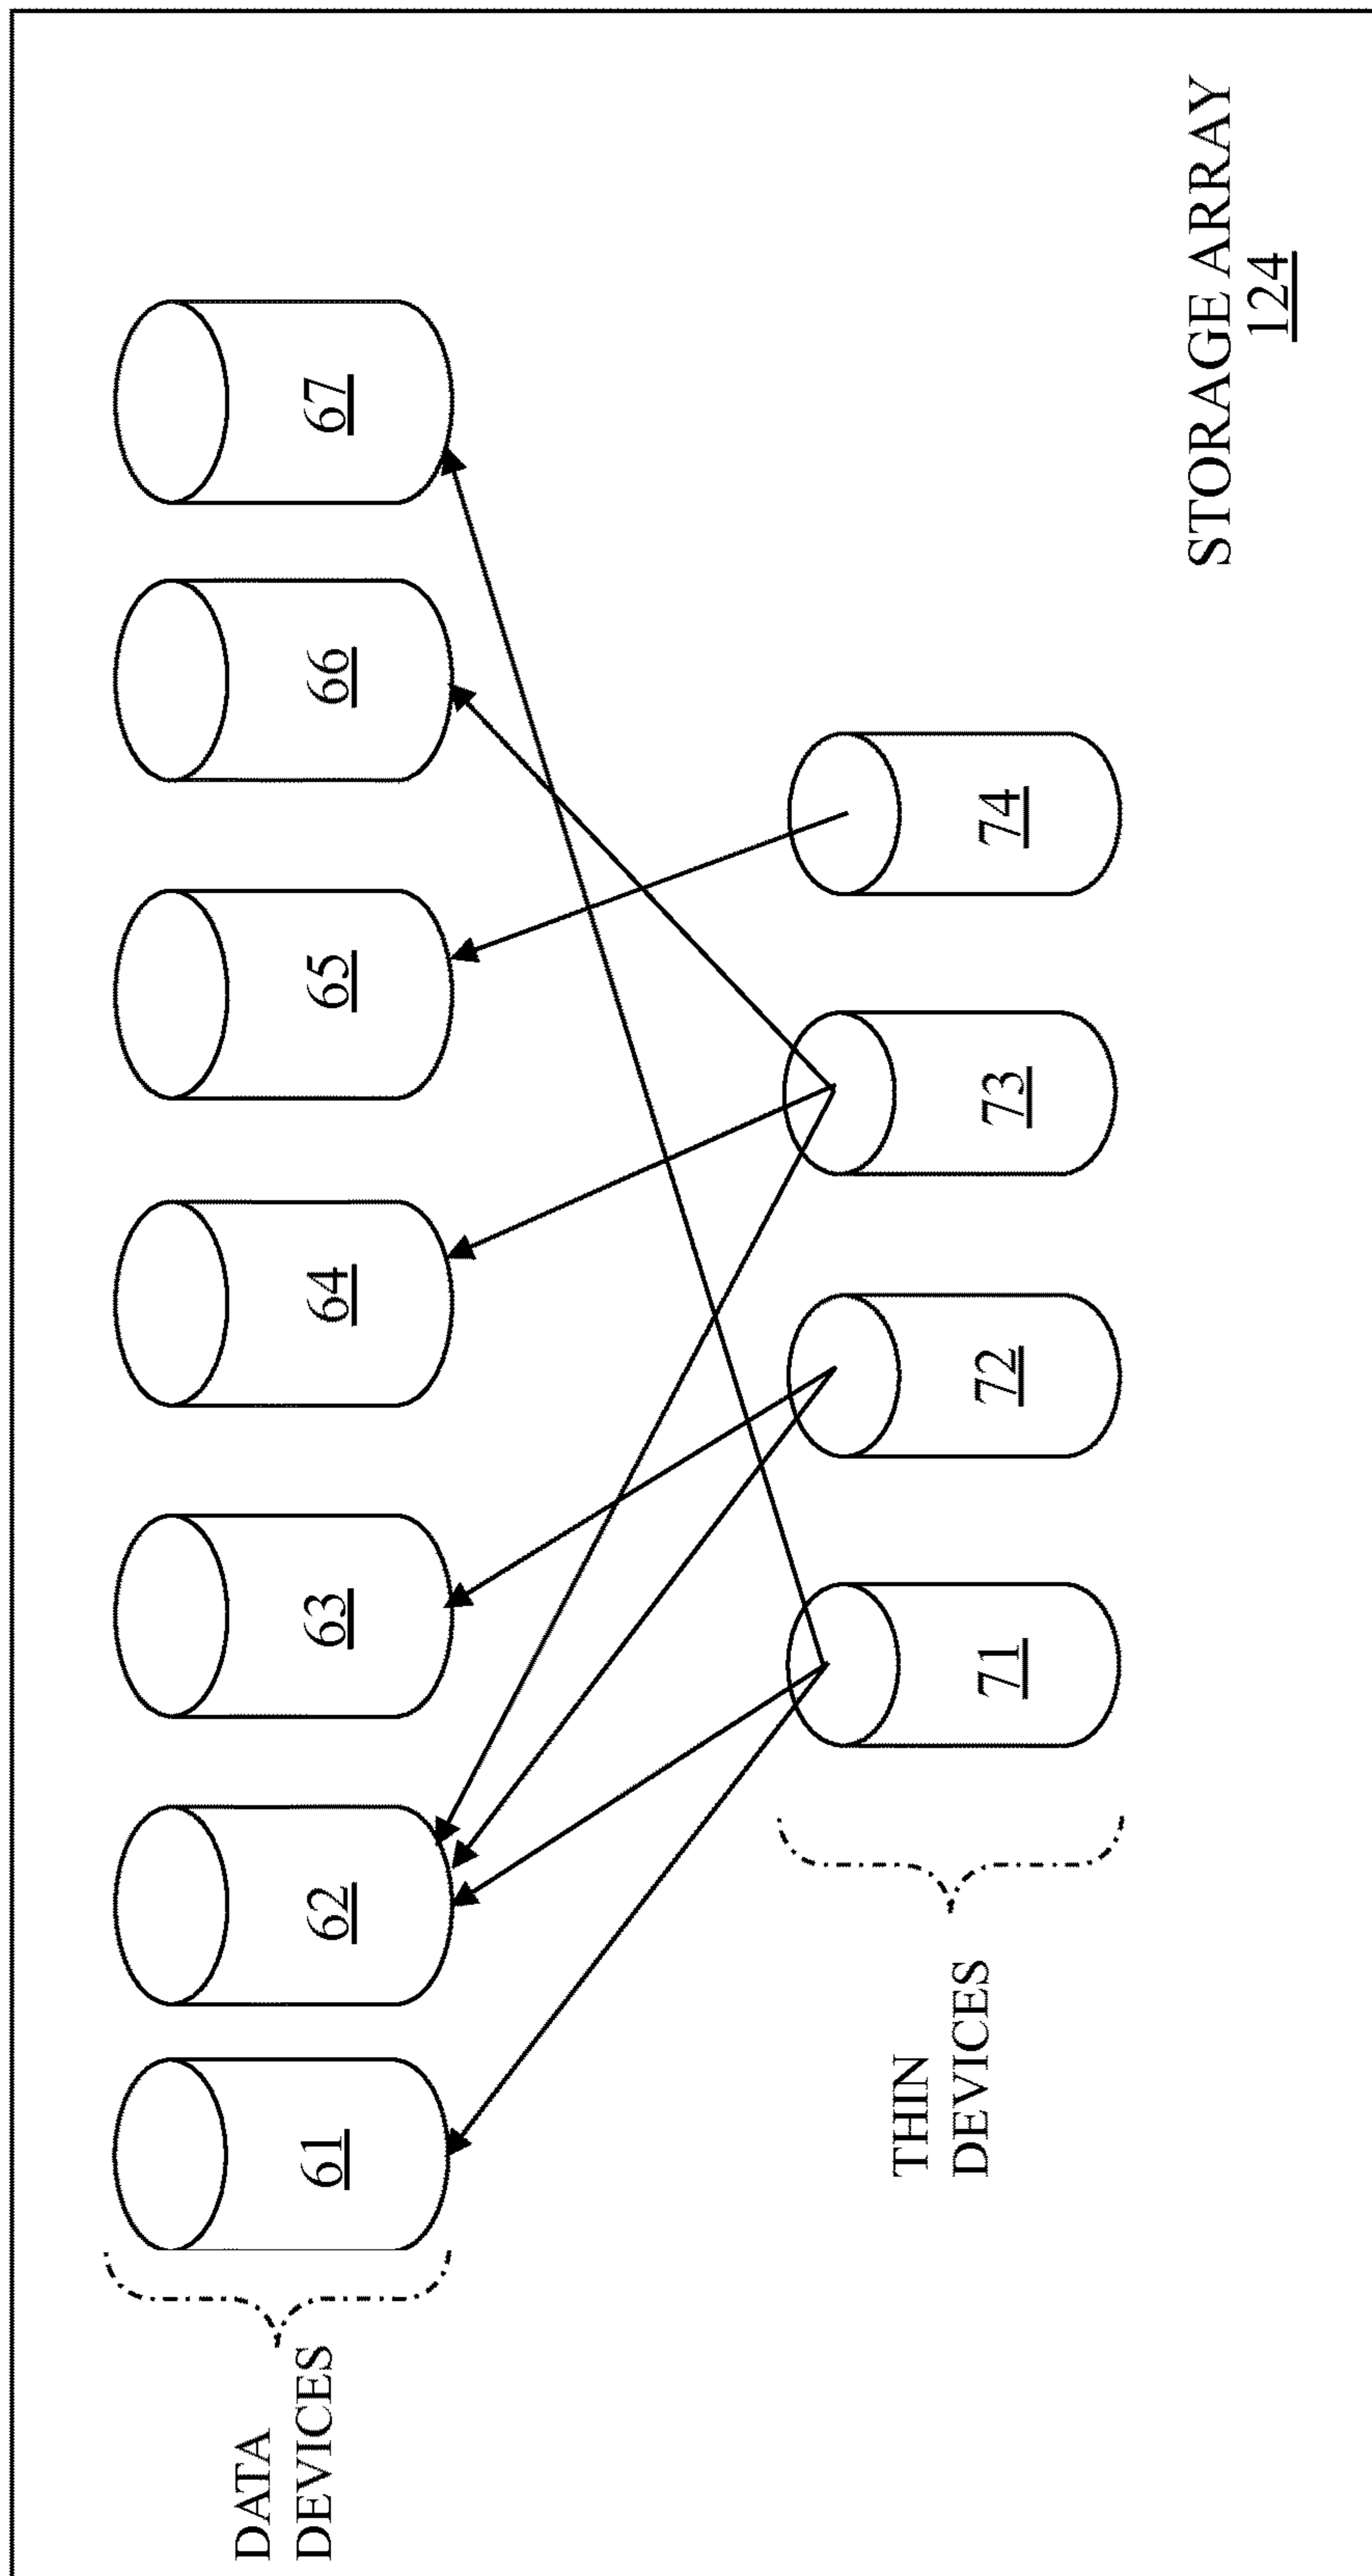 DATA
DEVICES
61
62
63
64
65
66
67
THIN
DEVICES
71
72
73
74
STORAGE ARRAY
124